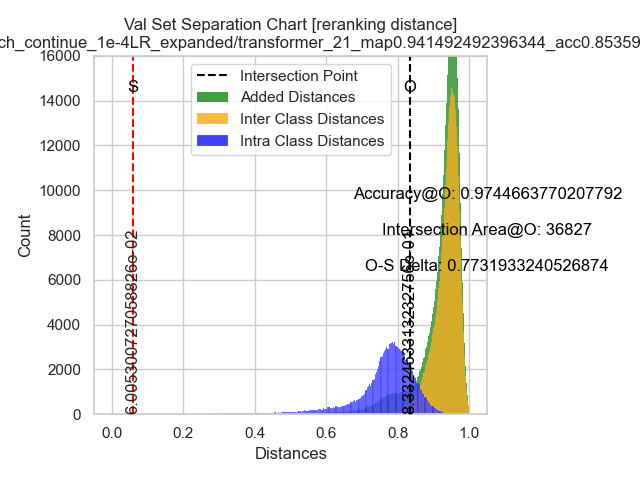 Val Set Separation Chart [reranking distance]
ch_continue_1e-4LR_expanded/transformer_21_map0.941492492396344_acc0.85359
16000
14000
12000
10000
8000
6000
4000
2000
0
Count
0.0 0.2 0.4 0.6 0.8 1.0
Distances
Intersection Point
Added Distances
Inter Class Distances
Intra Class Distances
S
O
Accuracy@O: 0.9744663770207792
Intersection Area@O: 36827
O-S Delta: 0.7731933240526874